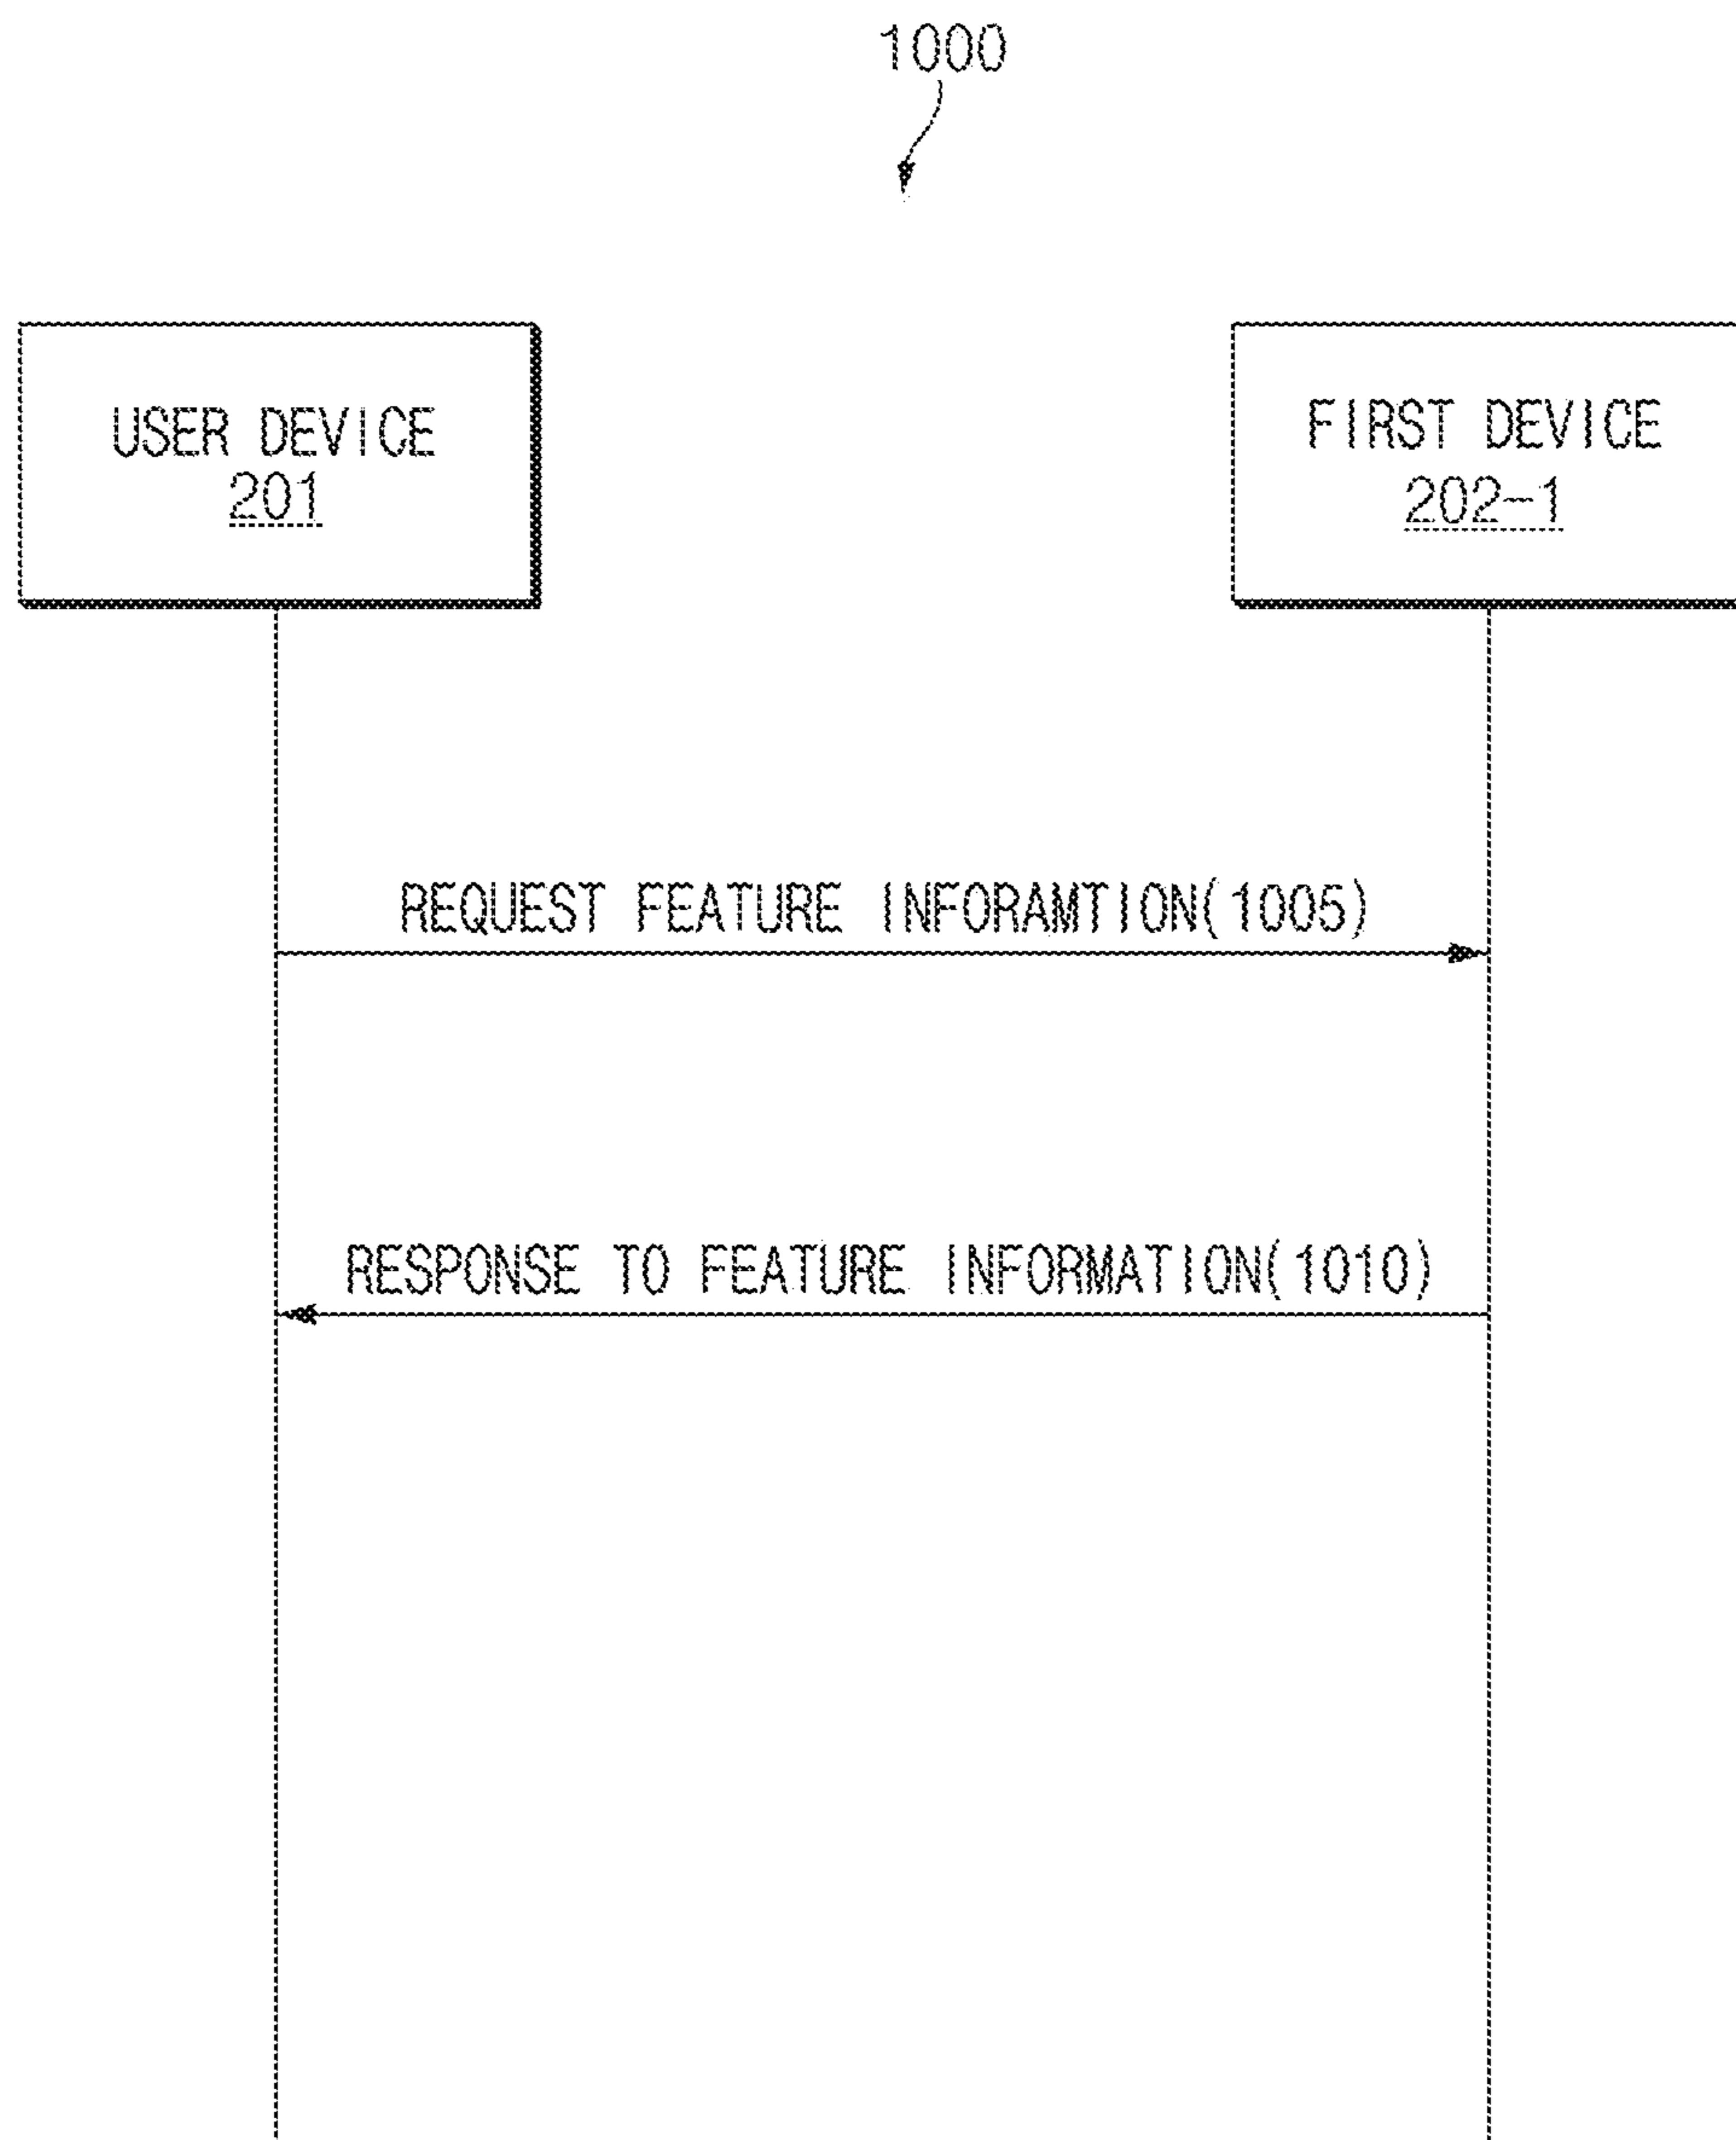 1000
USER DEVICE
201
FIRST DEVICE
202-1
REQUEST FEATURE INFORAMTION(1005)
RESPONSE TO FEATURE INFORMATION(1010)